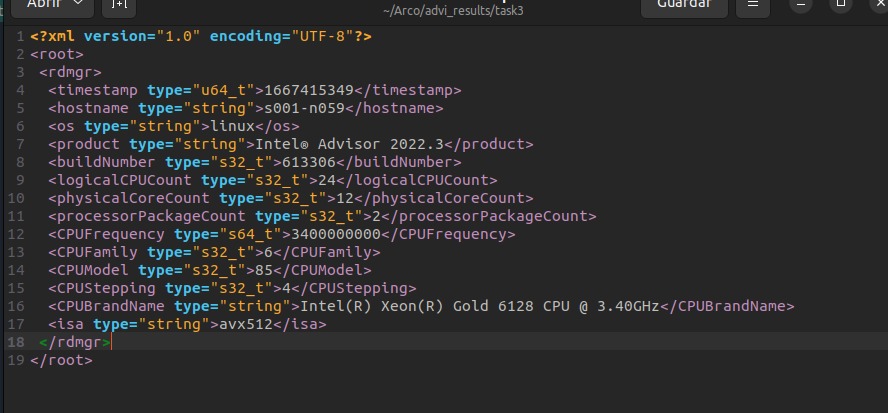 Abrir
Guardar
~/Arco/advi_results/task3
1 <?xml version="1.0" encoding="UTF-8"?>
2 <root>
3 <rdmgr>
4 <timestamp type="u64_t">1667415349</timestamp>
5 <hostname type="string">s001-n059</hostname>
6 <os type="string">linux</os>
7 <product type="string">Intel® Advisor 2022.3</product>
8 <buildNumber type="s32_t">613306</buildNumber>
9 <logicalCPUCount type="s32_t">24</logicalCPUCount>
10 <physicalCoreCount type="s32_t">12</physicalCoreCount>
11 <processorPackageCount type="s32_t">2</processorPackageCount>
12 <CPUFrequency type="s64_t">3400000000</CPUFrequency>
13 <CPUFamily type="s32_t">6</CPUFamily>
14 <CPUModel type="s32_t">85</CPUModel>
15 <CPUStepping type="s32_t">4</CPUStepping>
16 <CPUBrandName type="string">Intel(R) Xeon(R) Gold 6128 CPU @ 3.40GHz</CPUBrandName>
17 <isa type="string">avx512</isa>
18 </rdmgr>
19 </root>